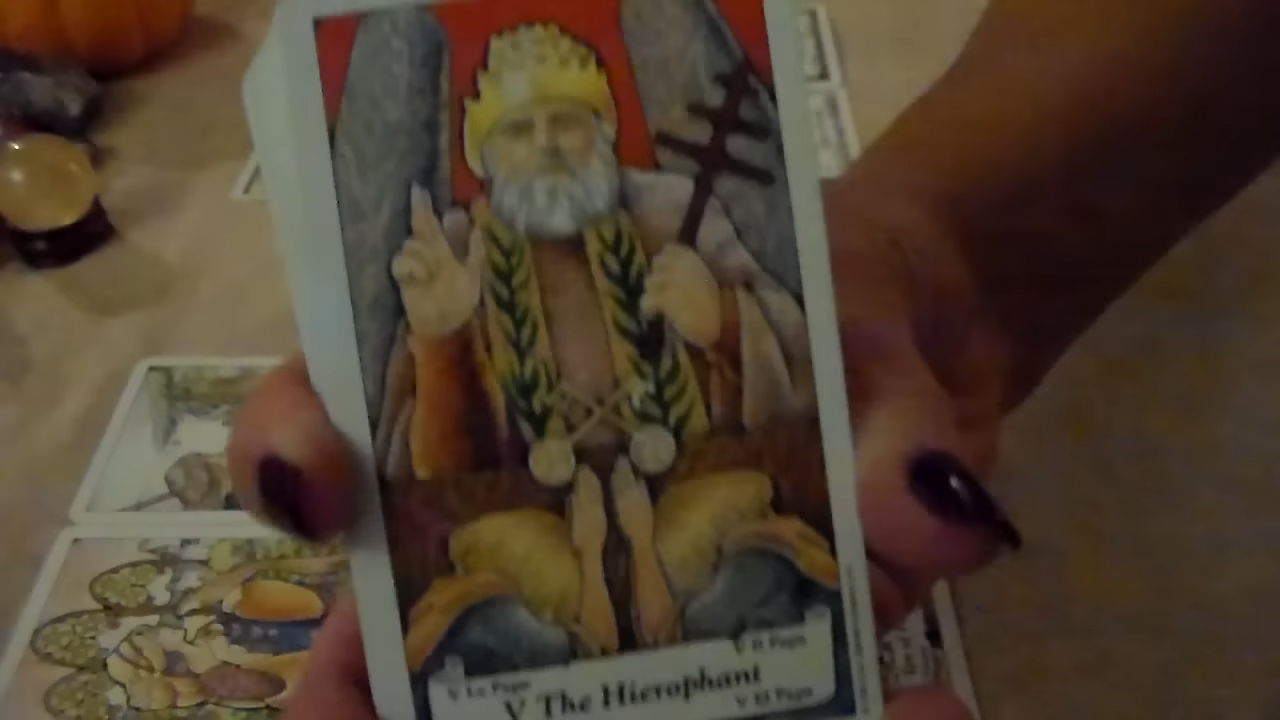 V Il Papa
V Le Pape
V The Hierophant
V El Papa